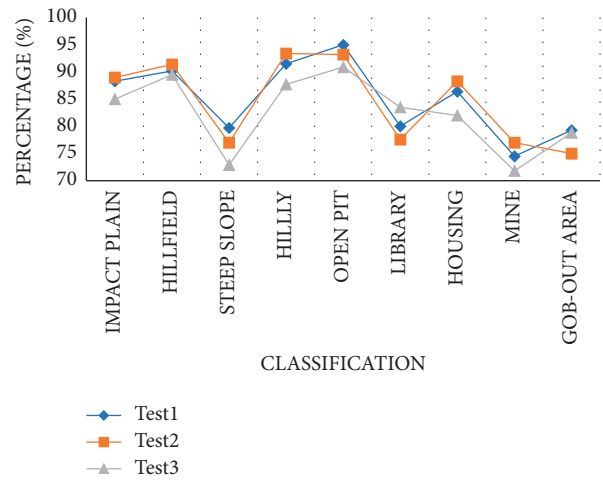 PERCENTAGE (%)
100
95
90
85
80
75
70
IMPACT PLAIN
HILLFIELD
STEEP SLOPE
HILLLY
OPEN PIT
LIBRARY
HOUSING
MINE
GOB-OUT AREA
CLASSIFICATION
Test1
Test2
Test3